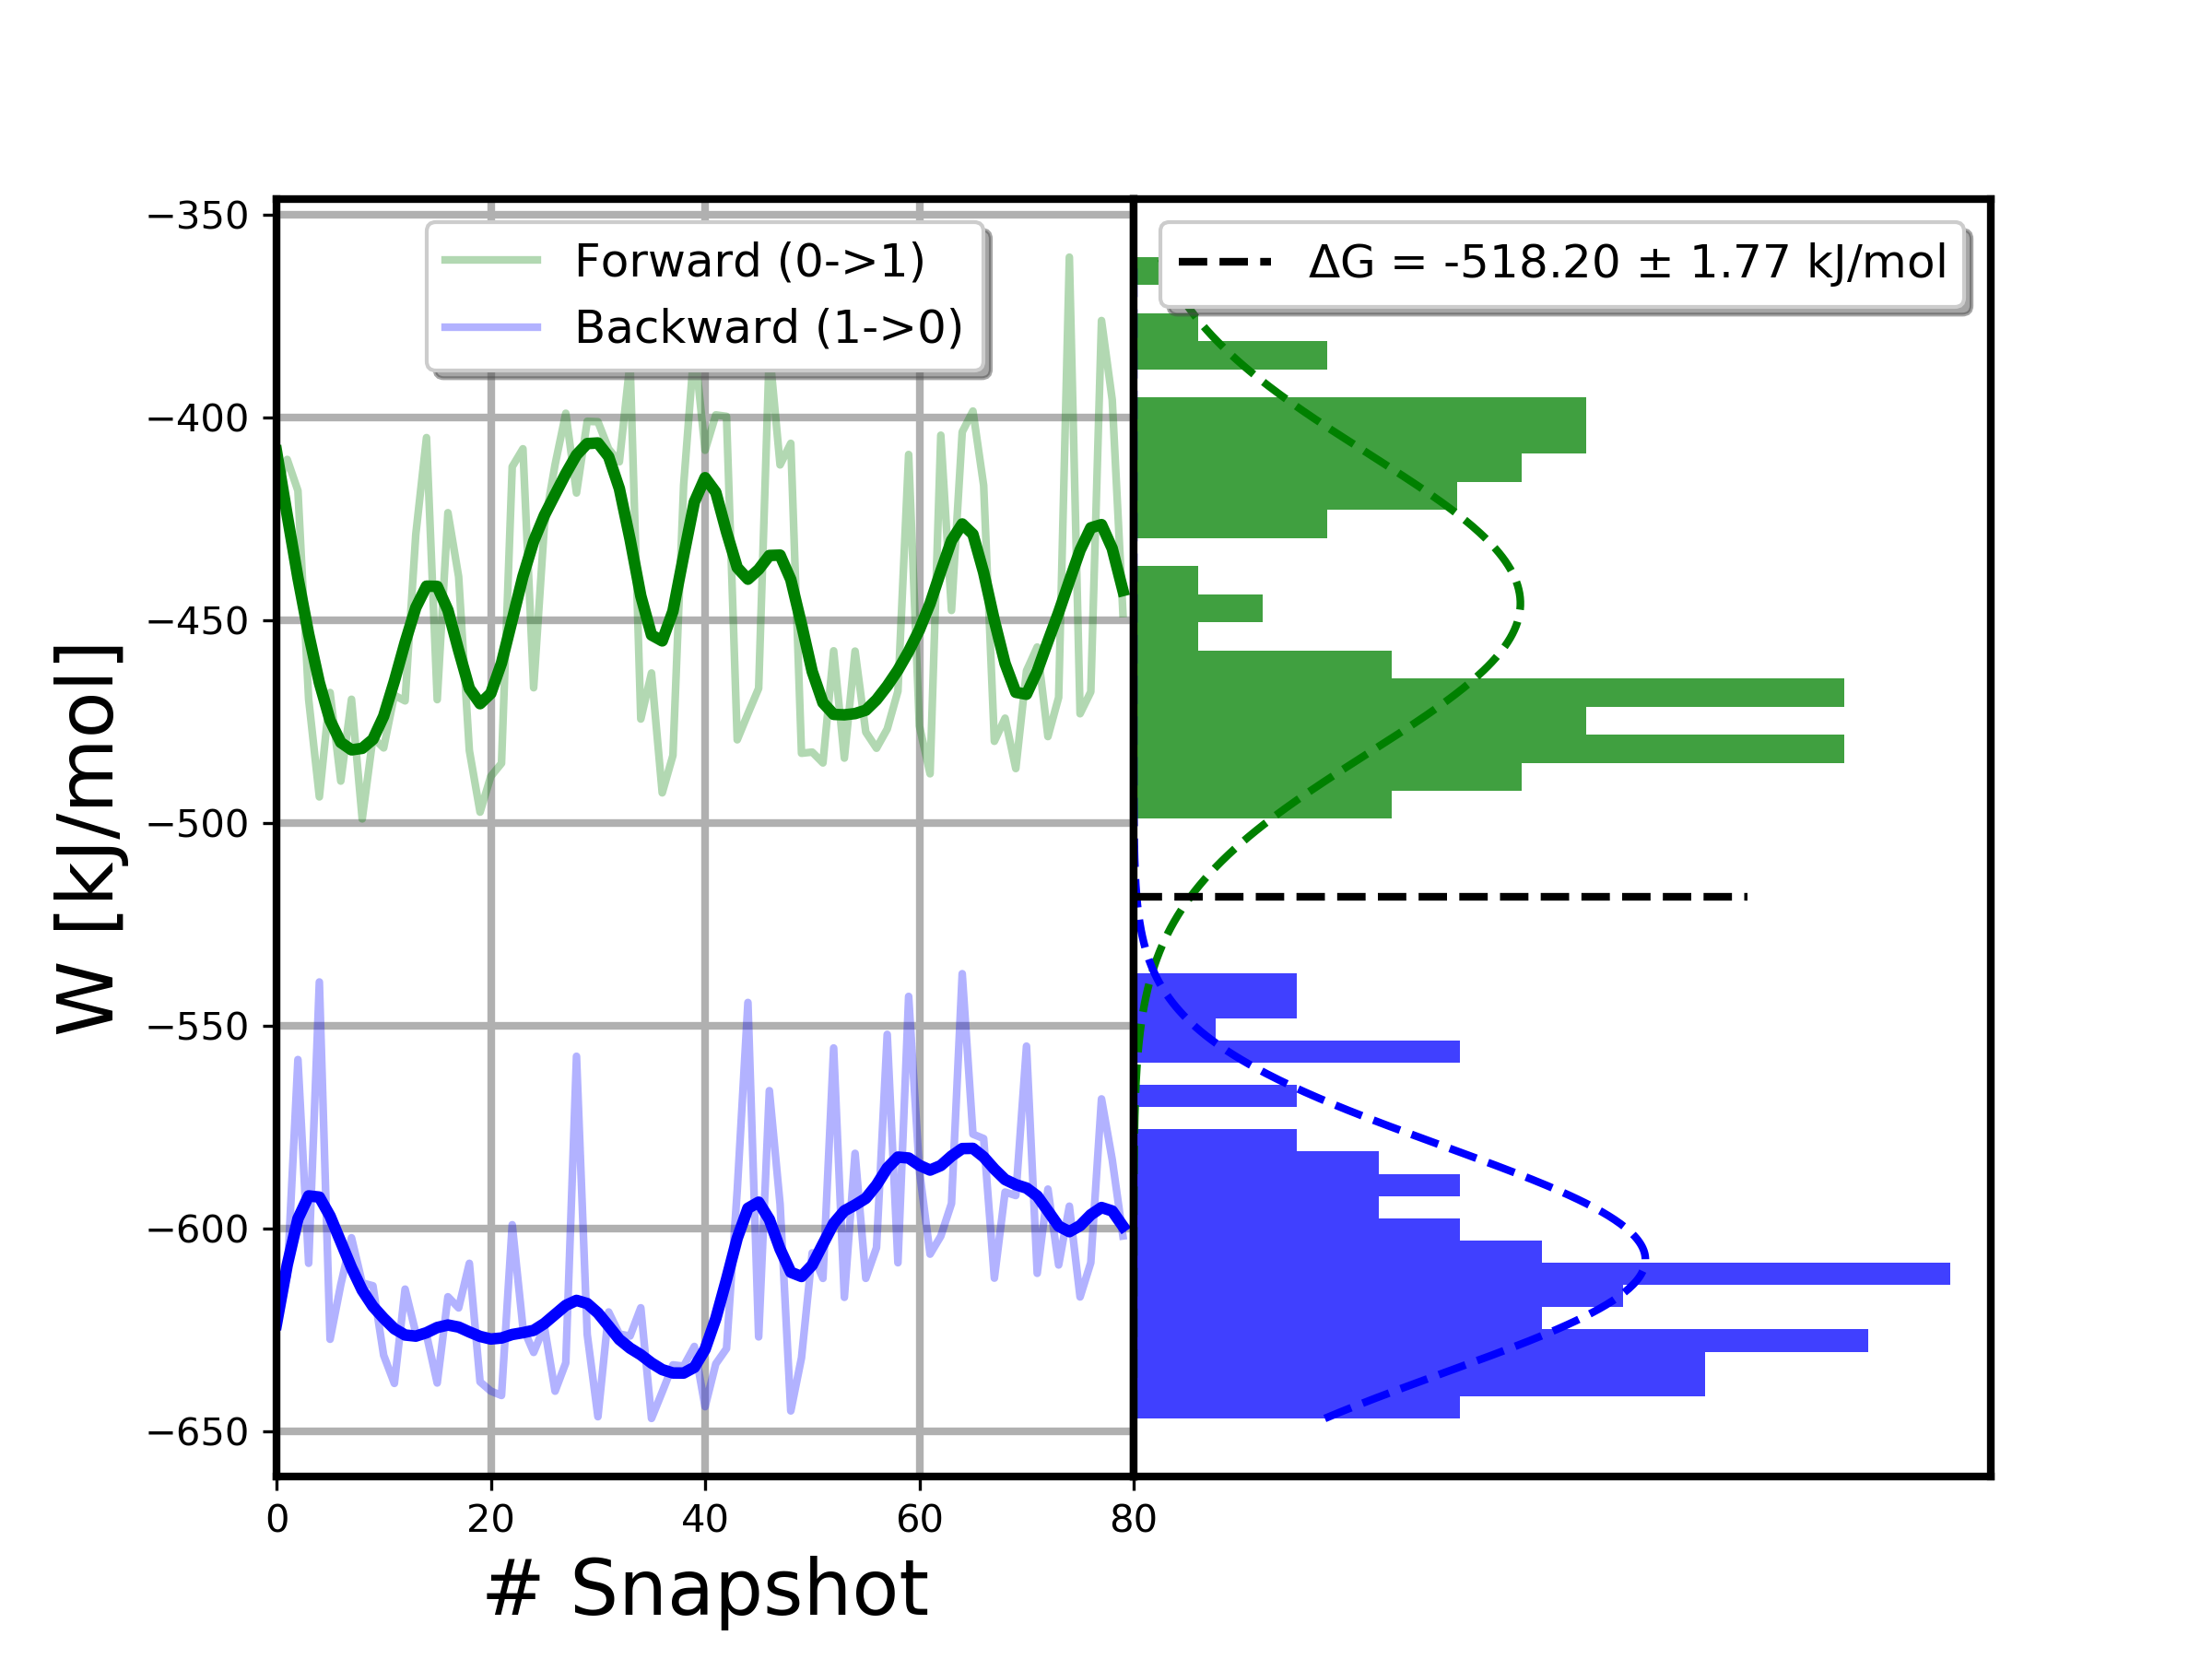 Forward (0->1)
Backward (1->0)
ΔG = -518.20 ± 1.77 kJ/mol
W [kJ/mol]
−350
−400
−450
−500
−550
−600
−650
0 20 40 60 80
# Snapshot